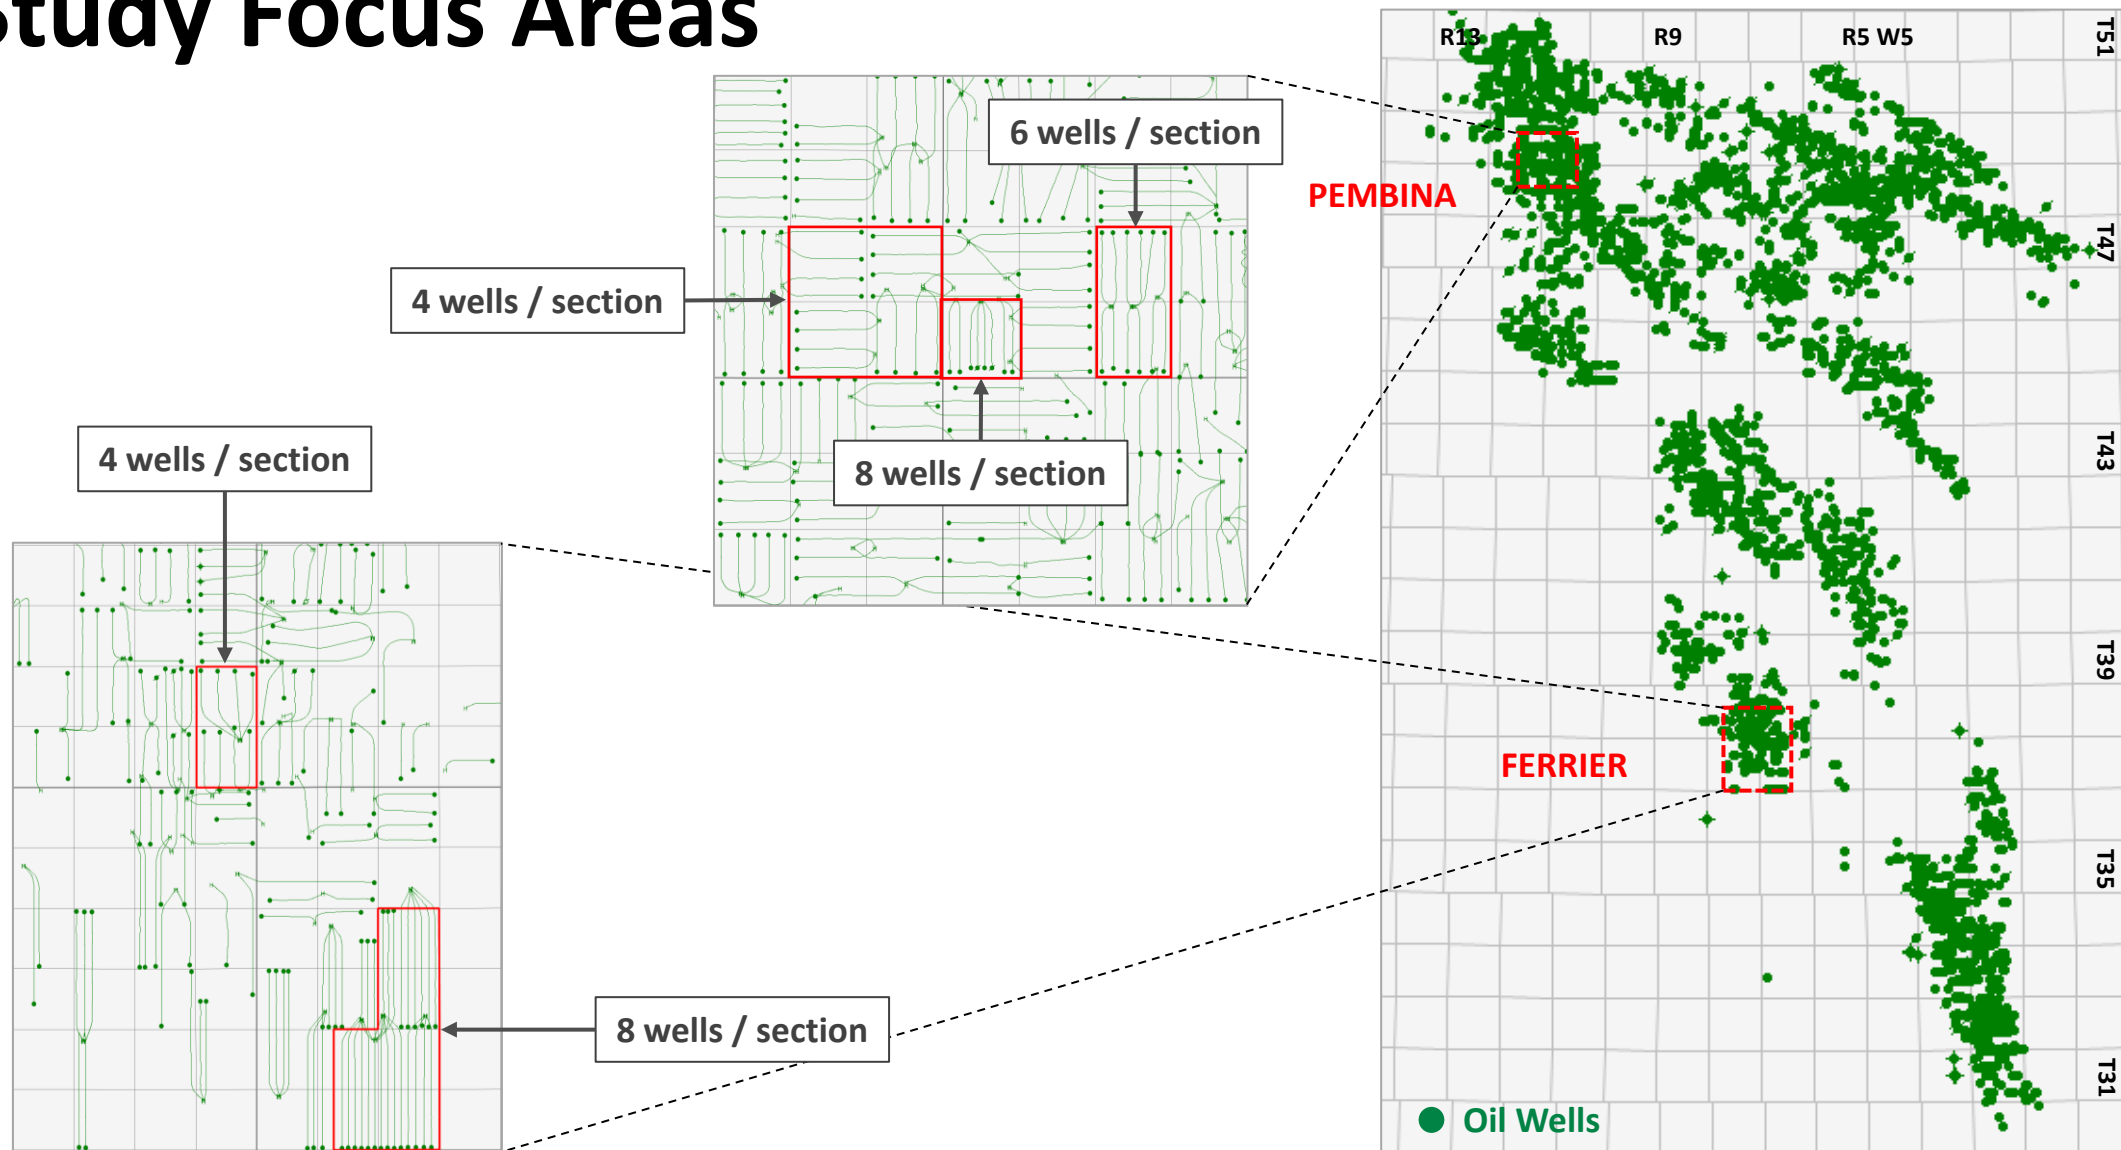 Study Focus Areas
R13
R9
R5 W5
T51
6 wells / section
PEMBINA
T47
4 wells / section
4 wells / section
8 wells / section
T43
T39
FERRIER
T35
8 wells / section
T31
Oil Wells